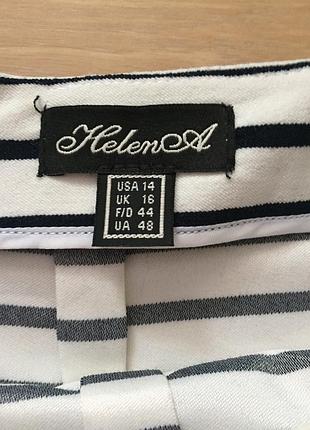 HelenA
USA 14
UK 16
F/D 44
UA 48